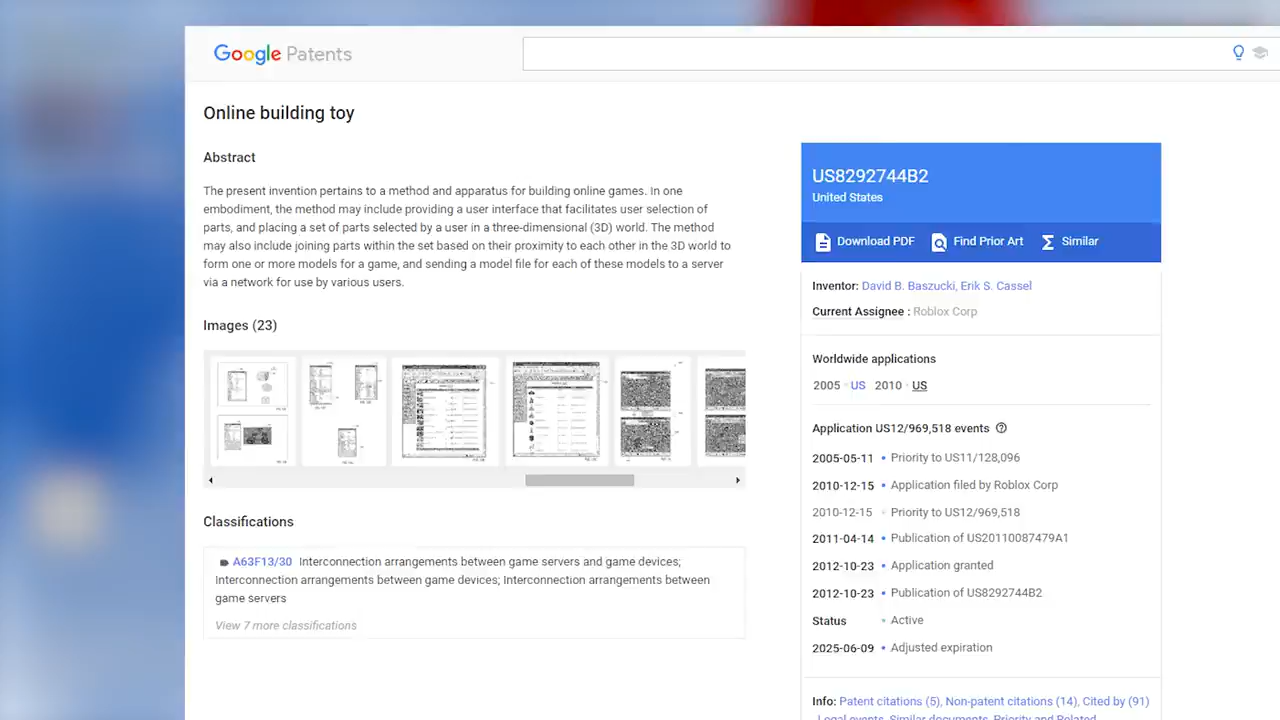 Google Patents
Online building toy
Abstract
The present invention pertains to a method and apparatus for building online games. In one
embodiment, the method may include providing a user interface that facilitates user selection of
parts, and placing a set of parts selected by a user in a three-dimensional (3D) world. The method
may also include joining parts within the set based on their proximity to each other in the 3D world to
form one or more models for a game, and sending a model file for each of these models to a server
via a network for use by various users.
Images (23)
Classifications
A63F13/30 Interconnection arrangements between game servers and game devices;
Interconnection arrangements between game devices; Interconnection arrangements between
game servers
View 7 more classifications
US8292744B2
United States
Download PDF Find Prior Art Similar
Inventor: David B. Baszucki, Erik S. Cassel
Current Assignee : Roblox Corp
Worldwide applications
2005 US 2010 US
Application US12/969,518 events
2005-05-11 Priority to US11/128,096
2010-12-15 Application filed by Roblox Corp
2010-12-15 Priority to US12/969,518
2011-04-14 Publication of US20110087479A1
2012-10-23 Application granted
2012-10-23 Publication of US8292744B2
Status Active
2025-06-09 Adjusted expiration
Info: Patent citations (5), Non-patent citations (14), Cited by (91)
, Legal events, Similar documents, Priority and Related